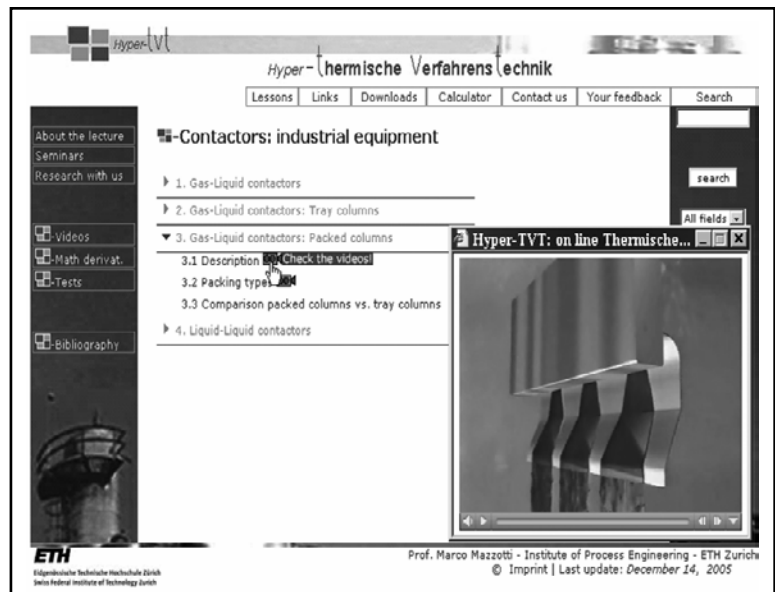 Hyper-tvt
Hyper-thermische Verfahrenstechnik
Lessons Links Downloads Calculator Contact us Your feedback Search
About the lecture
Seminars
Research with us
-Videos
-Math derivat.
-Tests
-Bibliography
-Contactors: industrial equipment
1. Gas-Liquid contactors
2. Gas-Liquid contactors: Tray columns
3. Gas-Liquid contactors: Packed columns
3.1 Description Check the videos!
3.2 Packing types
3.3 Comparison packed columns vs. tray columns
4. Liquid-Liquid contactors
search
All fields
Hyper-TVT: on line Thermische...
ETH
Eidgenössische Technische Hochschule Zürich
Swiss Federal Institute of Technology Zurich
Prof. Marco Mazzotti - Institute of Process Engineering - ETH Zurich
© Imprint | Last update: December 14, 2005